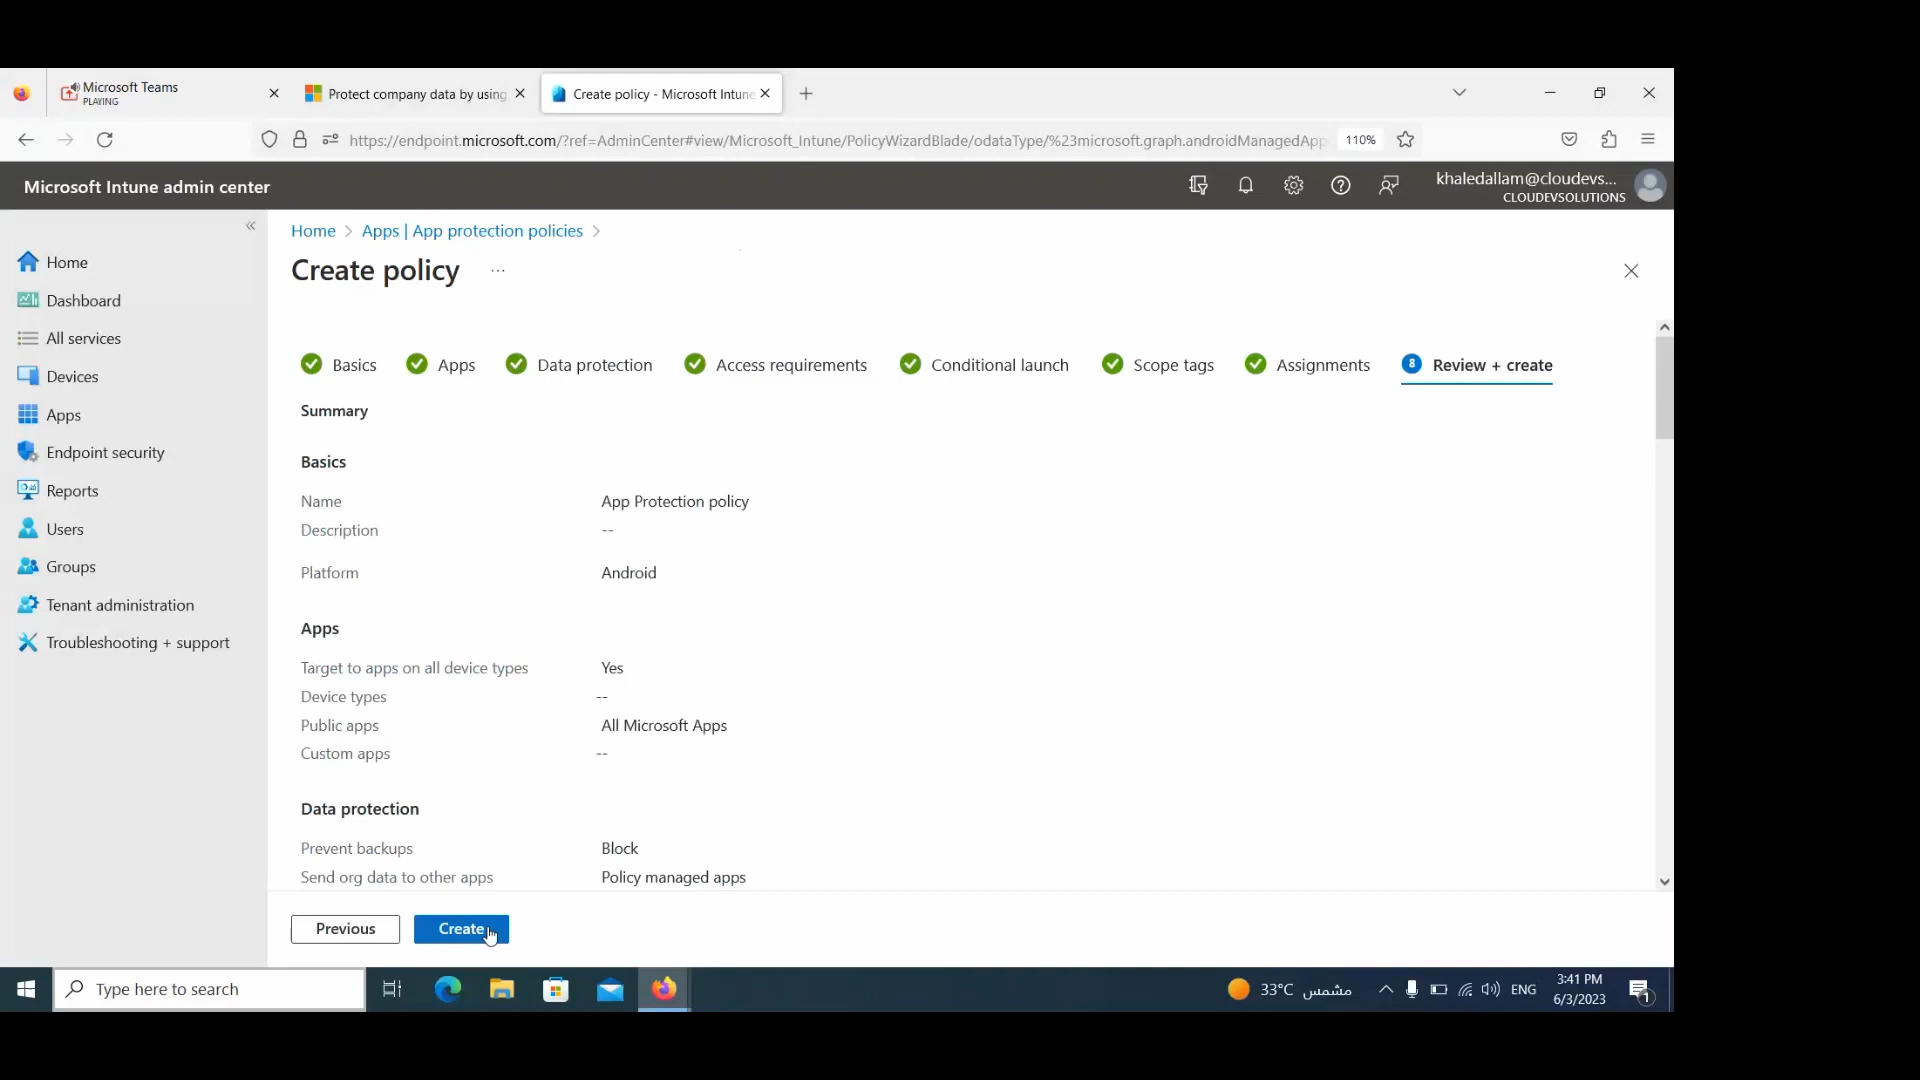 Microsoft Teams
PLAYING
Protect company data by using
Create policy - Microsoft Intune
https://endpoint.microsoft.com/?ref=AdminCenter#view/Microsoft_Intune/PolicyWizardBlade/odataType/%23microsoft.graph.androidManagedApp
110%
Microsoft Intune admin center
khaledallam@cloudevs...
CLOUDEVSOLUTIONS
Home
Dashboard
All services
Devices
Apps
Endpoint security
Reports
Users
Groups
Tenant administration
Troubleshooting + support
Home > Apps | App protection policies >
Create policy ...
Basics
Apps
Data protection
Access requirements
Conditional launch
Scope tags
Assignments
8 Review + create
Summary
Basics
Name App Protection policy
Description --
Platform Android
Apps
Target to apps on all device types Yes
Device types --
Public apps All Microsoft Apps
Custom apps --
Data protection
Prevent backups Block
Send org data to other apps Policy managed apps
Previous
Create
Type here to search
33°C مشمس
ENG
3:41 PM
6/3/2023
1